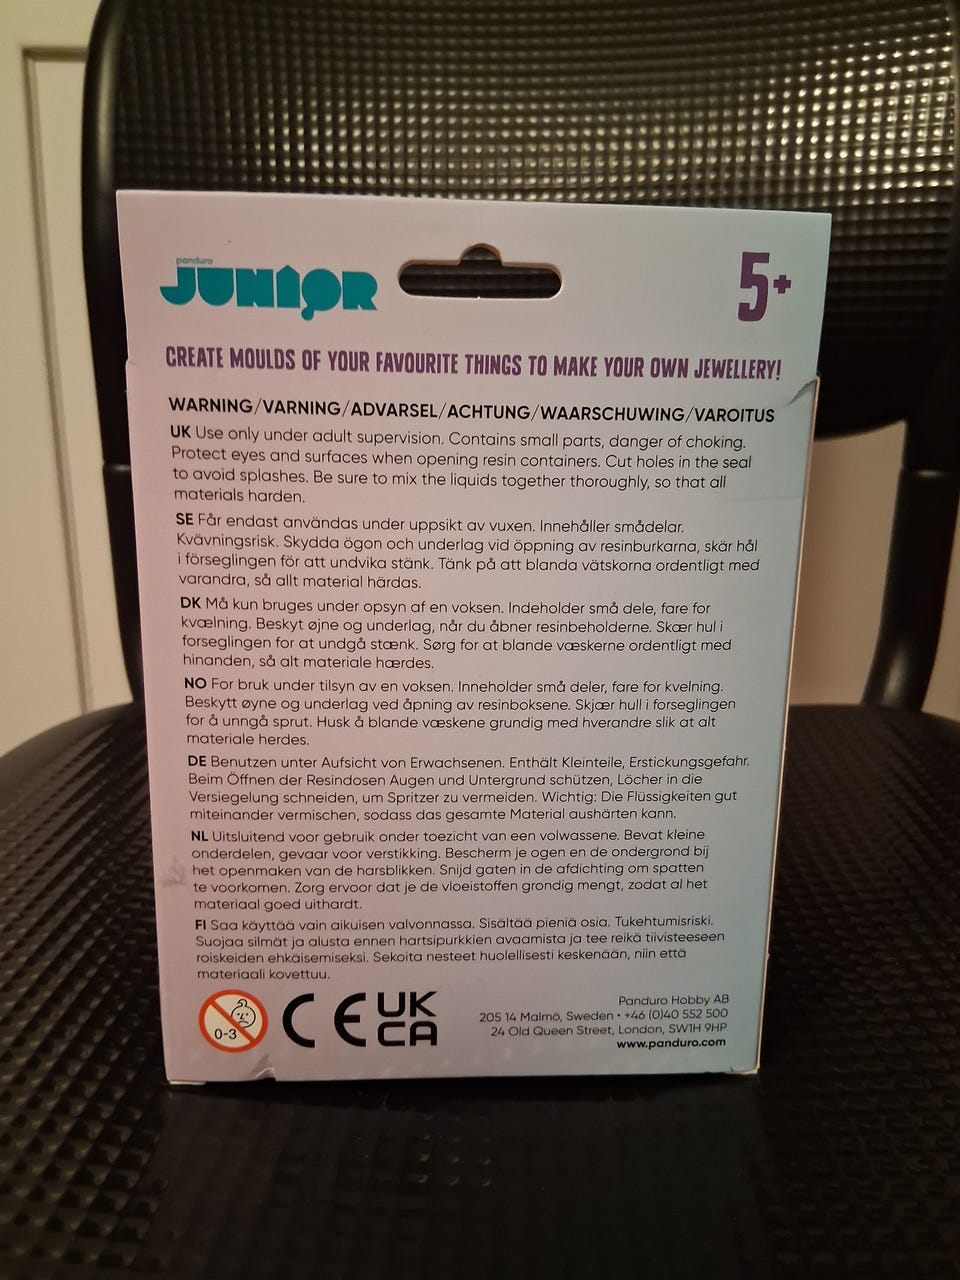 panduro
JUNIOR
5+
CREATE MOULDS OF YOUR FAVOURITE THINGS TO MAKE YOUR OWN JEWELLERY!
WARNING/VARNING/ADVARSEL/ACHTUNG/WAARSCHUWING/VAROITUS
UK Use only under adult supervision. Contains small parts, danger of choking.
Protect eyes and surfaces when opening resin containers. Cut holes in the seal
to avoid splashes. Be sure to mix the liquids together thoroughly, so that all
materials harden.
SE Får endast användas under uppsikt av vuxen. Innehåller smådelar.
Kvävningsrisk. Skydda ögon och underlag vid öppning av resinburkarna, skär hål
i förseglingen för att undvika stänk. Tänk på att blanda vätskorna ordentligt med
varandra, så allt material härdas.
DK Må kun bruges under opsyn af en voksen. Indeholder små dele, fare for
kvælning. Beskyt øjne og underlag, når du åbner resinbeholderne. Skær hul i
forseglingen for at undgå stænk. Sørg for at blande væskerne ordentligt med
hinanden, så alt materiale hærdes.
NO For bruk under tilsyn av en voksen. Inneholder små deler, fare for kvelning.
Beskytt øyne og underlag ved åpning av resinboksene. Skjær hull i forseglingen
for å unngå sprut. Husk å blande væskene grundig med hverandre slik at alt
materiale herdes.
DE Benutzen unter Aufsicht von Erwachsenen. Enthält Kleinteile, Erstickungsgefahr.
Beim Öffnen der Resindosen Augen und Untergrund schützen, Löcher in die
Versiegelung schneiden, um Spritzer zu vermeiden. Wichtig: Die Flüssigkeiten gut
miteinander vermischen, sodass das gesamte Material aushärten kann.
NL Uitsluitend voor gebruik onder toezicht van een volwassene. Bevat kleine
onderdelen, gevaar voor verstikking. Bescherm je ogen en de ondergrond bij
het openmaken van de harsblikken. Snijd gaten in de afdichting om spatten
te voorkomen. Zorg ervoor dat je de vloeistoffen grondig mengt, zodat al het
materiaal goed uithardt.
FI Saa käyttää vain aikuisen valvonnassa. Sisältää pieniä osia. Tukehtumisriski.
Suojaa silmät ja alusta ennen hartsipurkkien avaamista ja tee reikä tiivisteeseen
roiskeiden ehkäisemiseksi. Sekoita nesteet huolellisesti keskenään, niin että
materiaali kovettuu.
0-3
CE
UK
CA
Panduro Hobby AB
205 14 Malmö, Sweden • +46 (0)40 552 500
24 Old Queen Street, London, SW1H 9HP
www.panduro.com